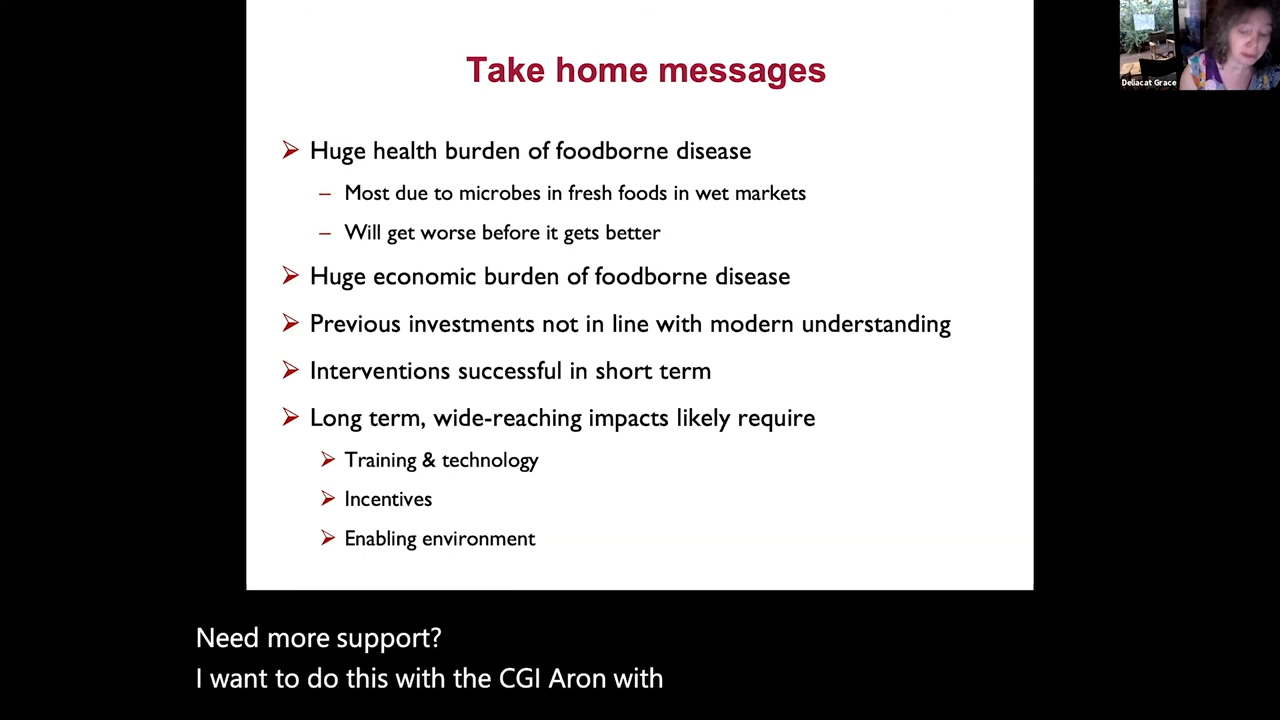 Take home messages
Deliacat Grace
➢ Huge health burden of foodborne disease
– Most due to microbes in fresh foods in wet markets
– Will get worse before it gets better
➢ Huge economic burden of foodborne disease
➢ Previous investments not in line with modern understanding
➢ Interventions successful in short term
➢ Long term, wide-reaching impacts likely require
➢ Training & technology
➢ Incentives
➢ Enabling environment
Need more support?
I want to do this with the CGI Aron with